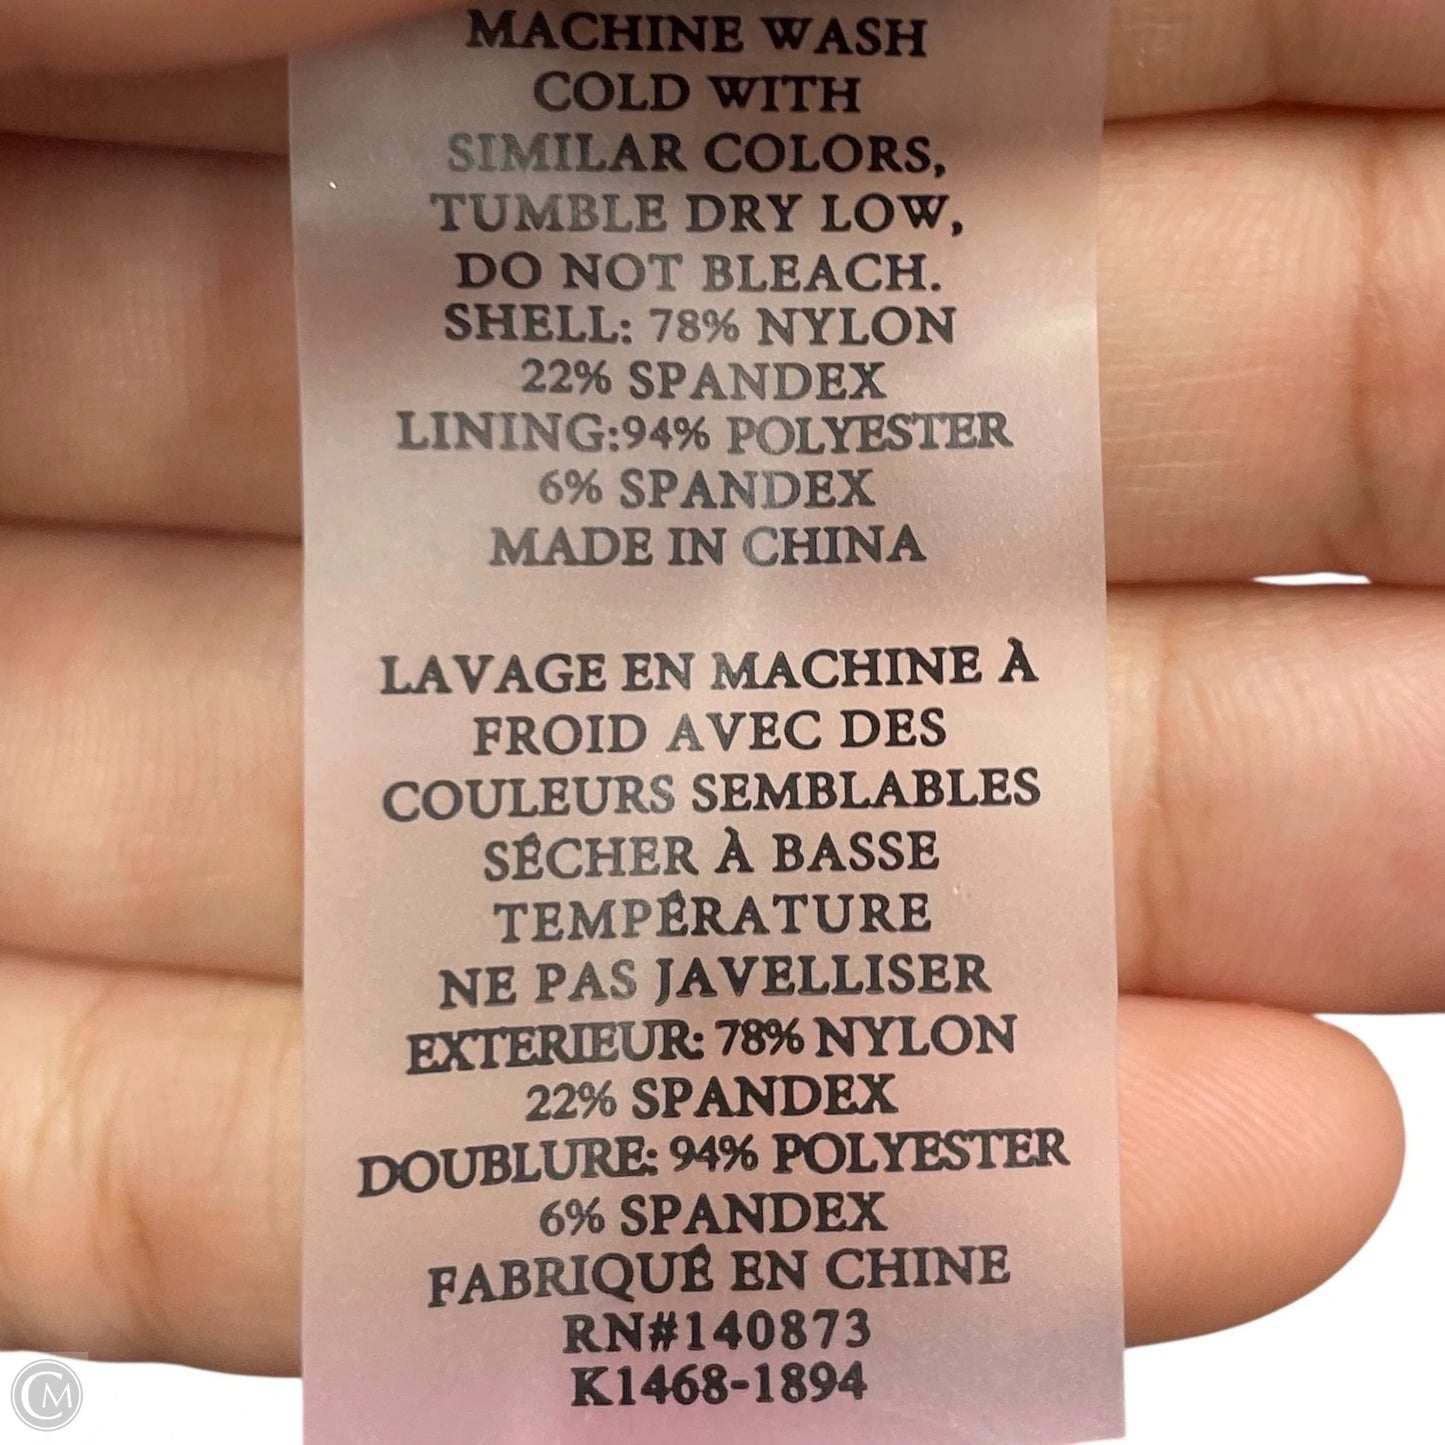 MACHINE WASH
COLD WITH
SIMILAR COLORS,
TUMBLE DRY LOW,
DO NOT BLEACH.
SHELL: 78% NYLON
22% SPANDEX
LINING:94% POLYESTER
6% SPANDEX
MADE IN CHINA
LAVAGE EN MACHINE À
FROID AVEC DES
COULEURS SEMBLABLES
SÉCHER À BASSE
TEMPÉRATURE
NE PAS JAVELLISER
EXTERIEUR: 78% NYLON
22% SPANDEX
DOUBLURE: 94% POLYESTER
6% SPANDEX
FABRIQUÉ EN CHINE
RN#140873
K1468-1894
CM